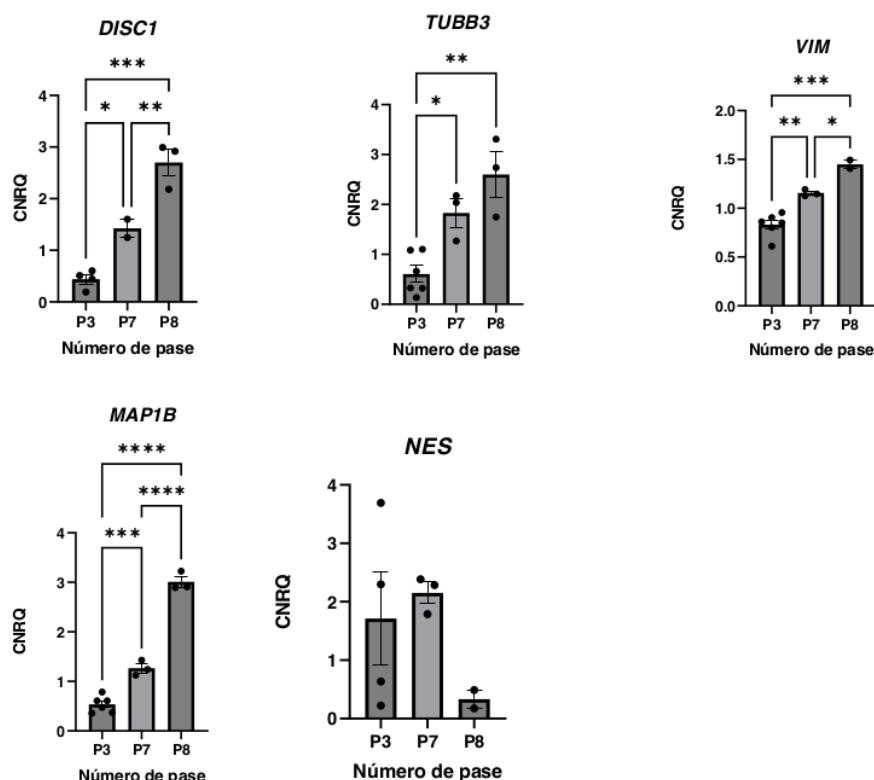 DISC1
***
* **
4
3
2
1
0
CNRQ
P3 P7 P8
Número de pase
TUBB3
**
*
4
3
2
1
0
CNRQ
P3 P7 P8
Número de pase
VIM
***
** *
2.0
1.5
1.0
0.5
0.0
CNRQ
P3 P7 P8
Número de pase
MAP1B
****
****
***
4
3
2
1
0
CNRQ
P3 P7 P8
Número de pase
NES
4
3
2
1
0
CNRQ
P3 P7 P8
Número de pase